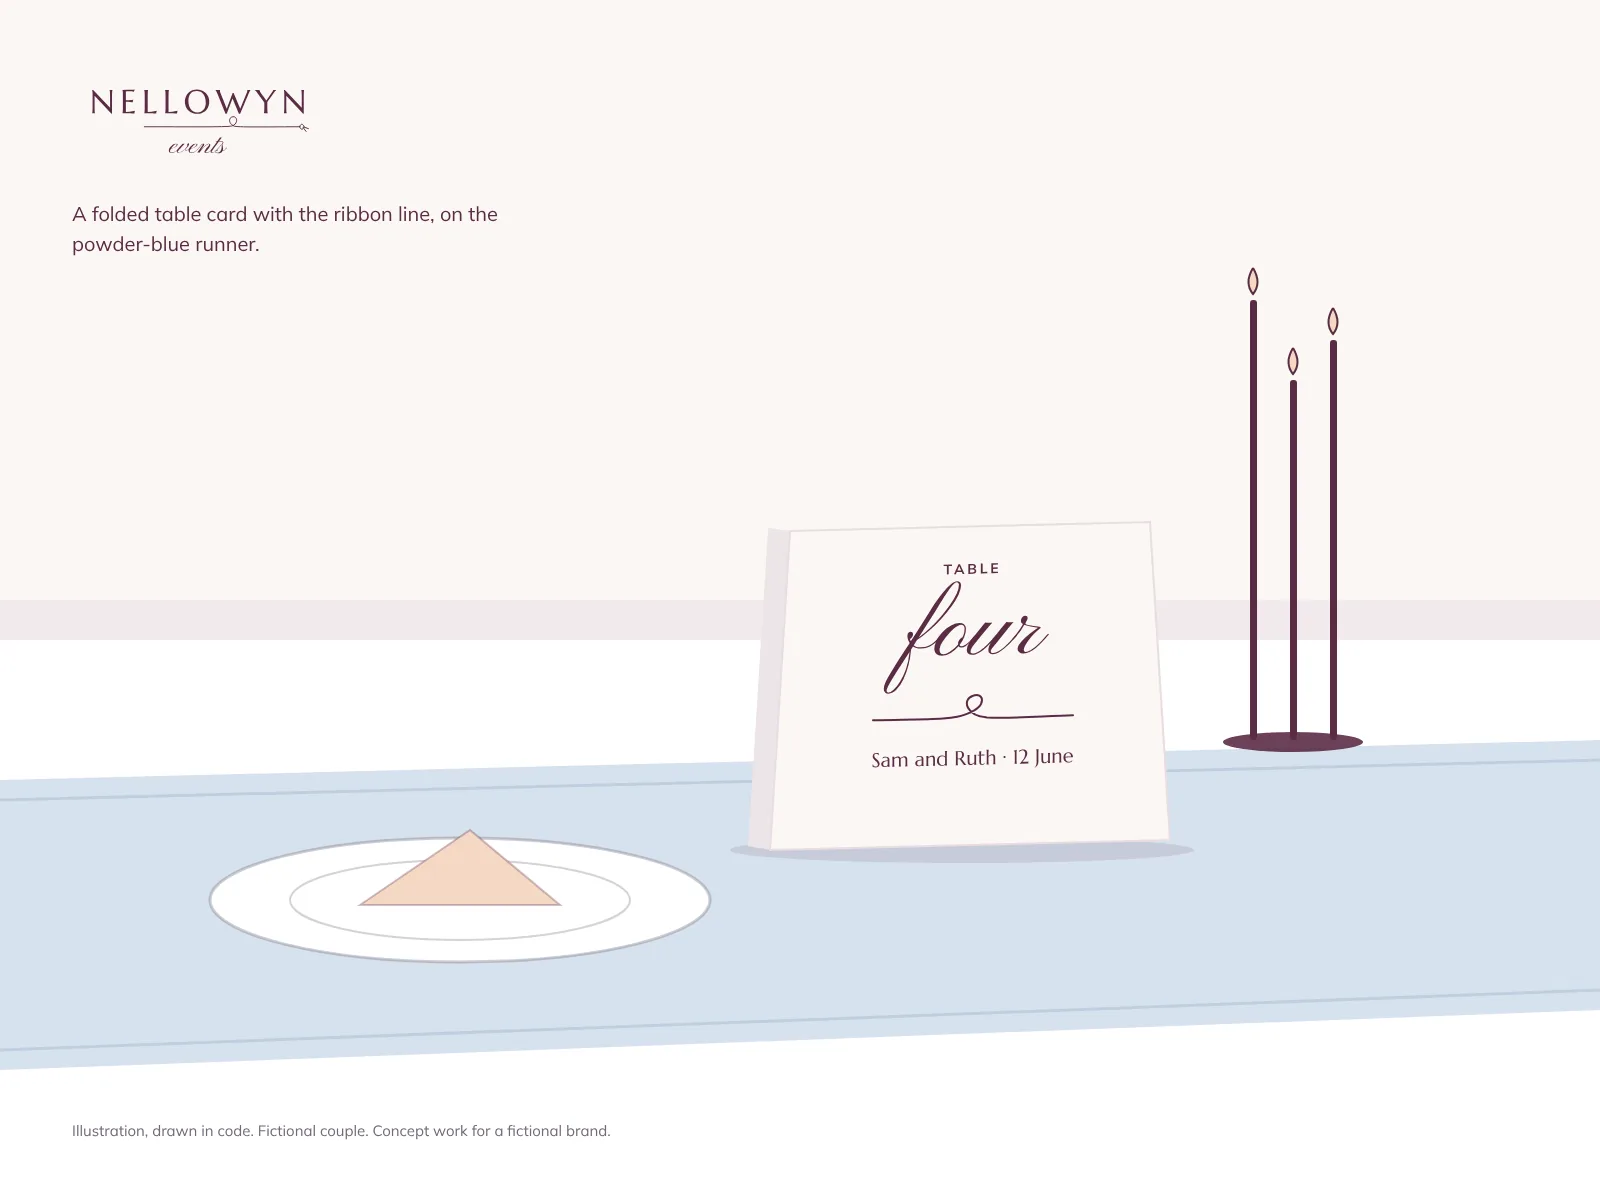 NELLOWYN
events
A folded table card with the ribbon line, on the
powder-blue runner.
TABLE
four
Sam and Ruth · 12 June
Illustration, drawn in code. Fictional couple. Concept work for a fictional brand.